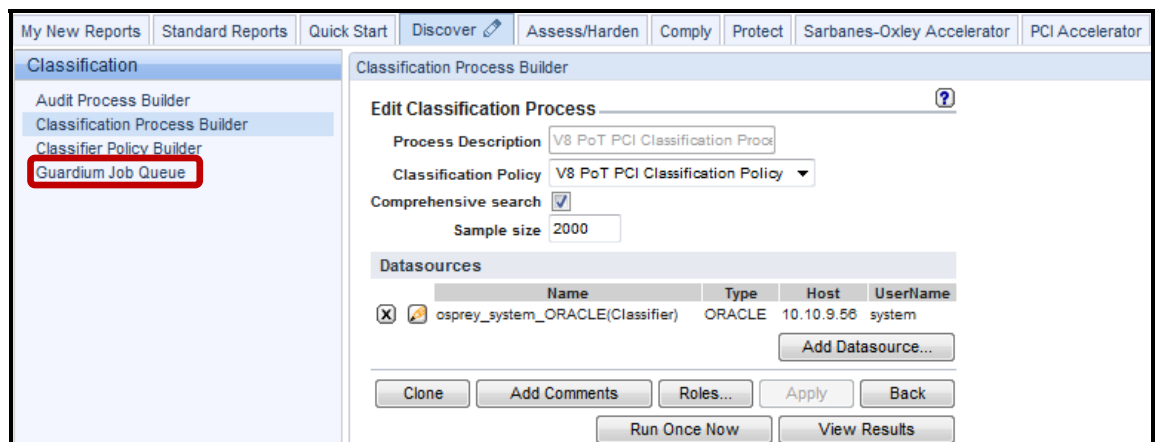 My New Reports Standard Reports Quick Start Discover Assess/Harden Comply Protect Sarbanes-Oxley Accelerator PCI Accelerator
Classification
Audit Process Builder
Classification Process Builder
Classifier Policy Builder
Guardium Job Queue
Classification Process Builder
Edit Classification Process
?
Process Description V8 PoT PCI Classification Proce
Classification Policy V8 PoT PCI Classification Policy
Comprehensive search
Sample size 2000
Datasources
Name Type Host UserName
X osprey_system_ORACLE(Classifier) ORACLE 10.10.9.56 system
Add Datasource...
Clone Add Comments Roles... Apply Back
Run Once Now View Results